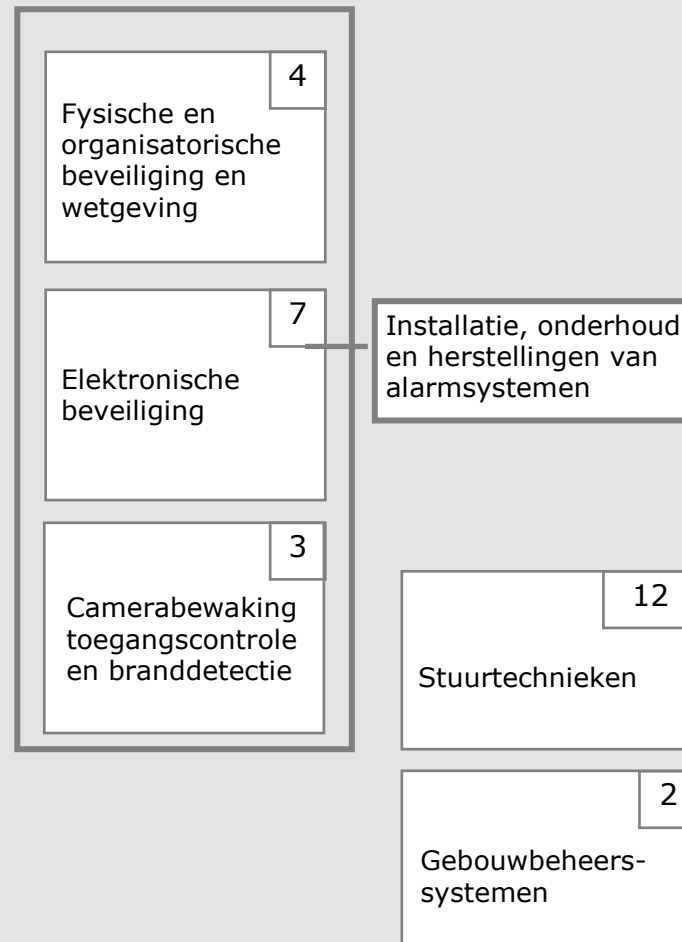 4
Fysische en
organisatorische
beveiliging en
wetgeving
7
Elektronische
beveiliging
Installatie, onderhoud
en herstellingen van
alarmsystemen
3
Camerabewaking
toegangscontrole
en branddetectie
12
Stuurtechnieken
2
Gebouwbeheers-
systemen